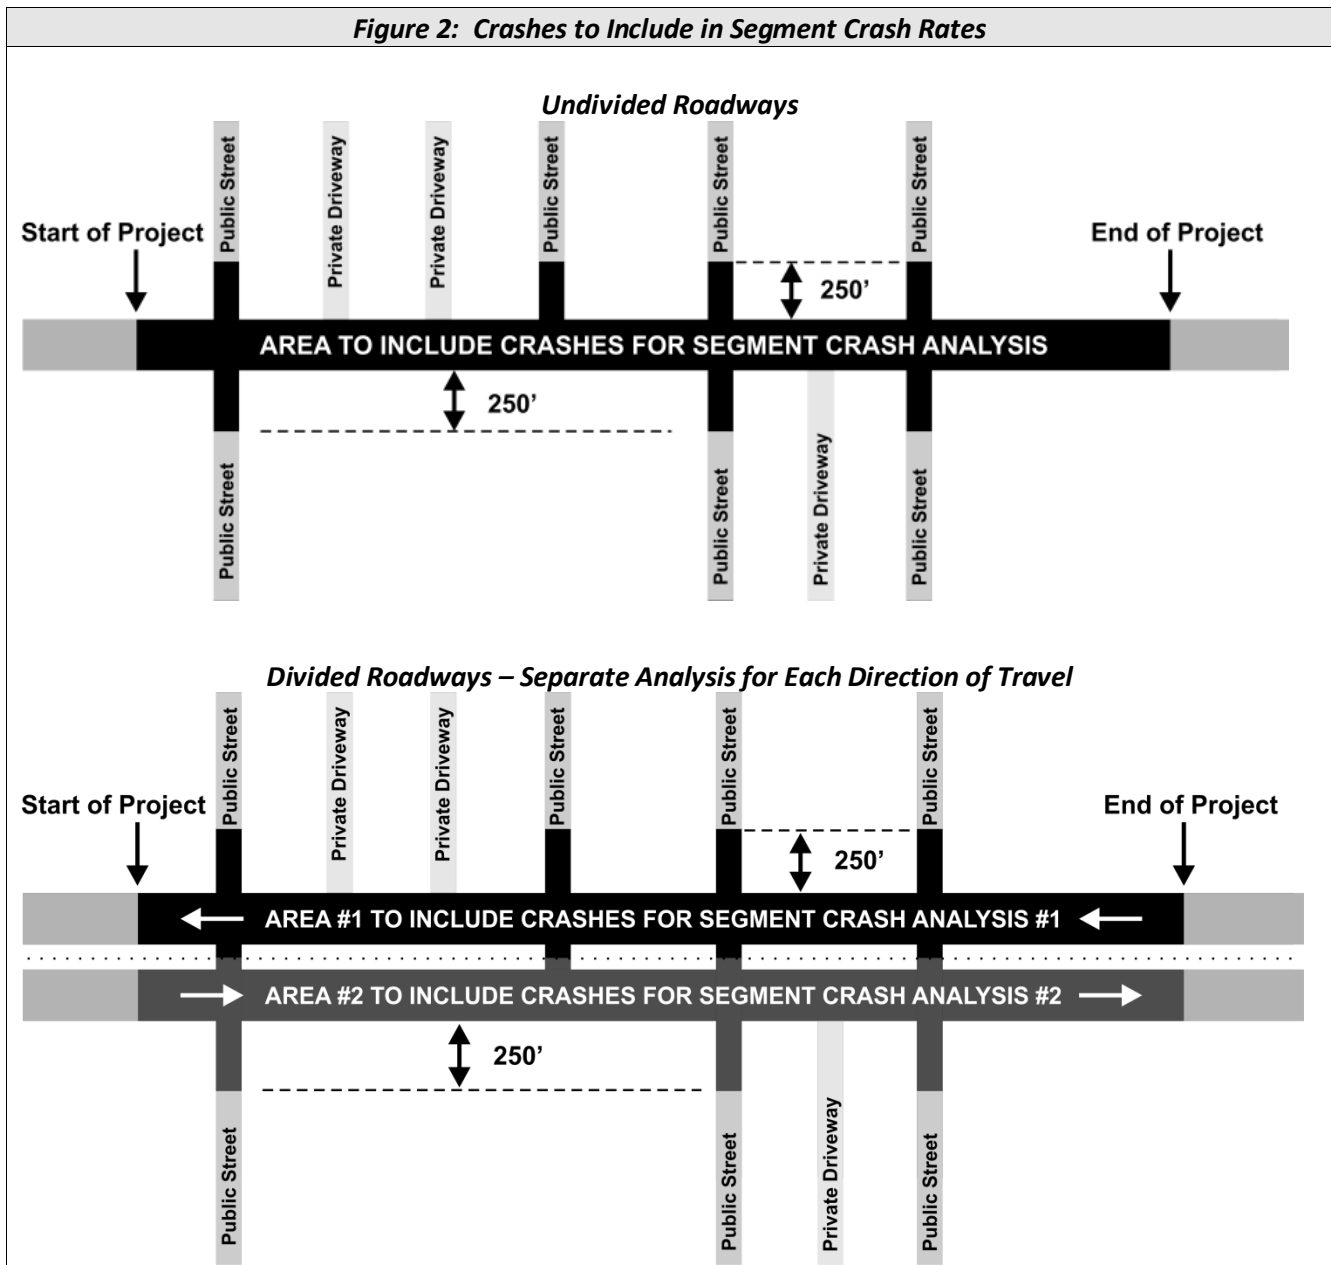 Figure 2: Crashes to Include in Segment Crash Rates
Undivided Roadways
Public Street
Private Driveway
Private Driveway
Public Street
Public Street
Public Street
Start of Project
End of Project
250’
AREA TO INCLUDE CRASHES FOR SEGMENT CRASH ANALYSIS
250’
Public Street
Public Street
Private Driveway
Public Street
Divided Roadways – Separate Analysis for Each Direction of Travel
Public Street
Private Driveway
Private Driveway
Public Street
Public Street
Public Street
Start of Project
End of Project
250’
AREA #1 TO INCLUDE CRASHES FOR SEGMENT CRASH ANALYSIS #1
AREA #2 TO INCLUDE CRASHES FOR SEGMENT CRASH ANALYSIS #2
250’
Public Street
Public Street
Private Driveway
Public Street